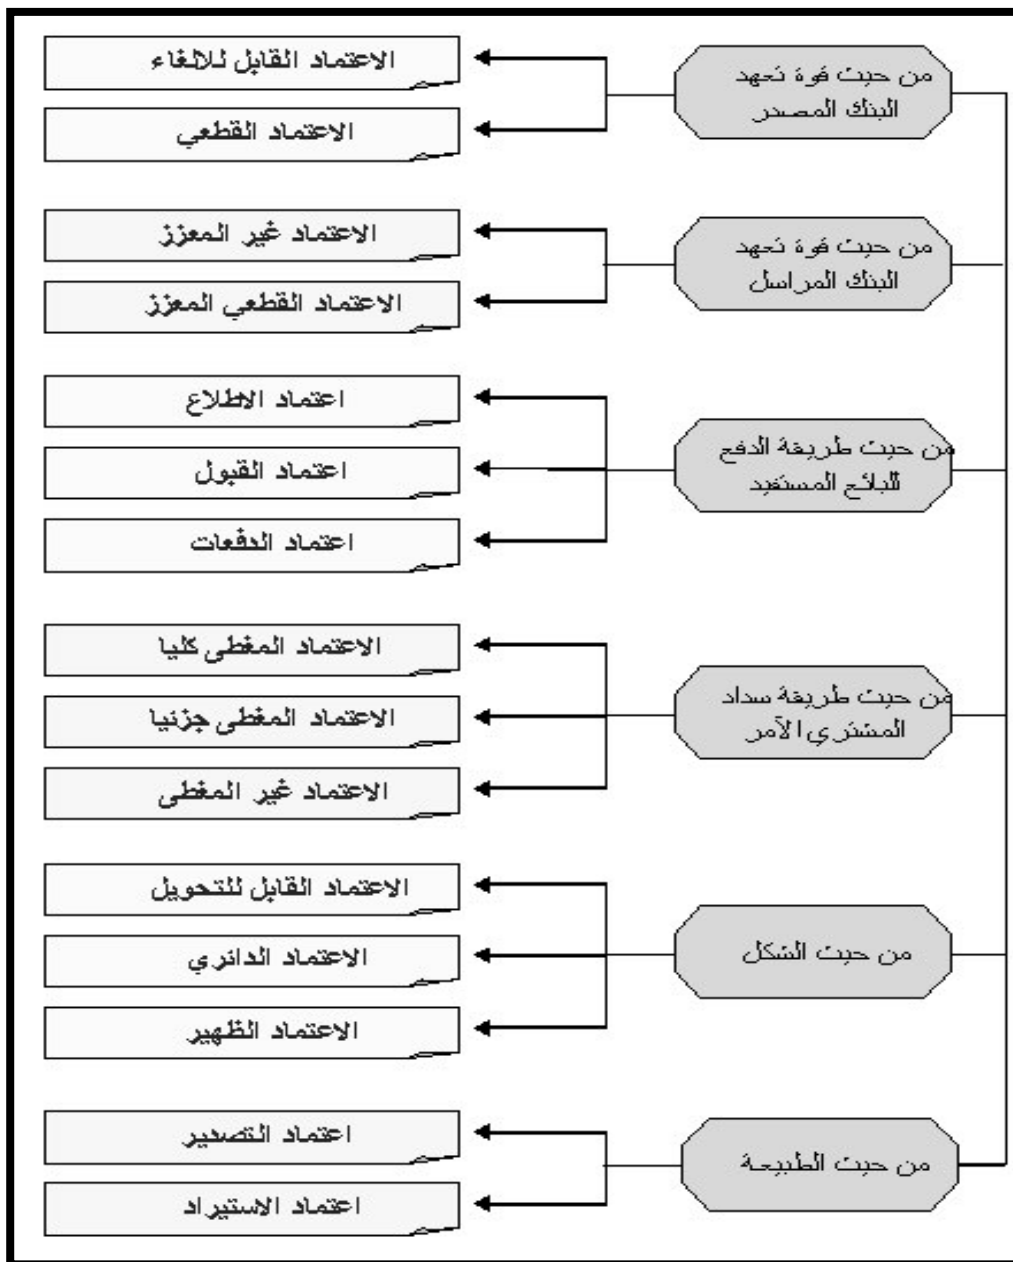 من حيث قوة تعهد
البنك المصدر
الاعتماد القابل للالغاء
الاعتماد القطعي
من حيث قوة تعهد
البنك المراسل
الاعتماد غير المعزز
الاعتماد القطعي المعزز
من حيث طريقة الدفع
للبائع المستفيد
اعتماد الاطلاع
اعتماد القبول
اعتماد الدفعات
من حيث طريقة سداد
المشتري الآمر
الاعتماد المغطى كليا
الاعتماد المغطى جزئيا
الاعتماد غير المغطى
من حيث الشكل
الاعتماد القابل للتحويل
الاعتماد الدائري
الاعتماد الظهير
من حيث الطبيعة
اعتماد التصدير
اعتماد الاستيراد